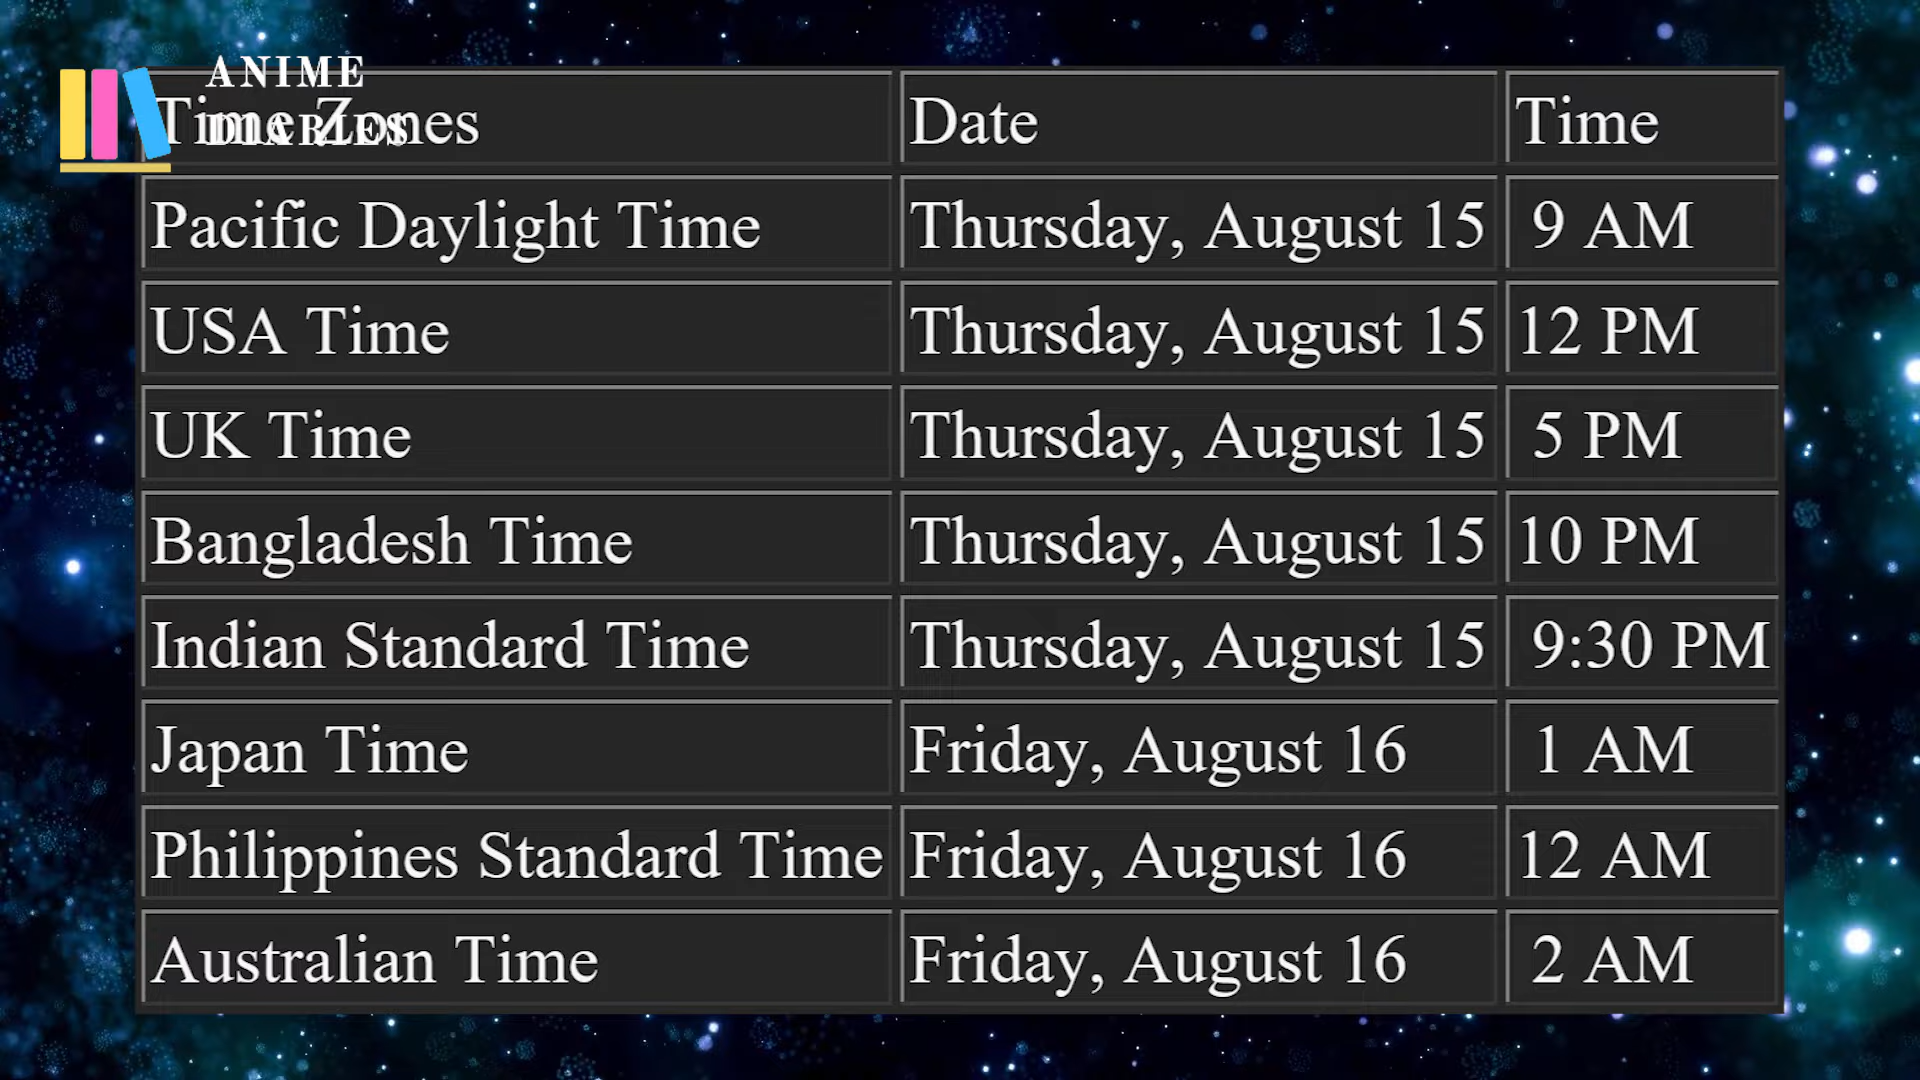 ANIME
DIARIES
Time Zones Date Time
Pacific Daylight Time Thursday, August 15 9 AM
USA Time Thursday, August 15 12 PM
UK Time Thursday, August 15 5 PM
Bangladesh Time Thursday, August 15 10 PM
Indian Standard Time Thursday, August 15 9:30 PM
Japan Time Friday, August 16 1 AM
Philippines Standard Time Friday, August 16 12 AM
Australian Time Friday, August 16 2 AM